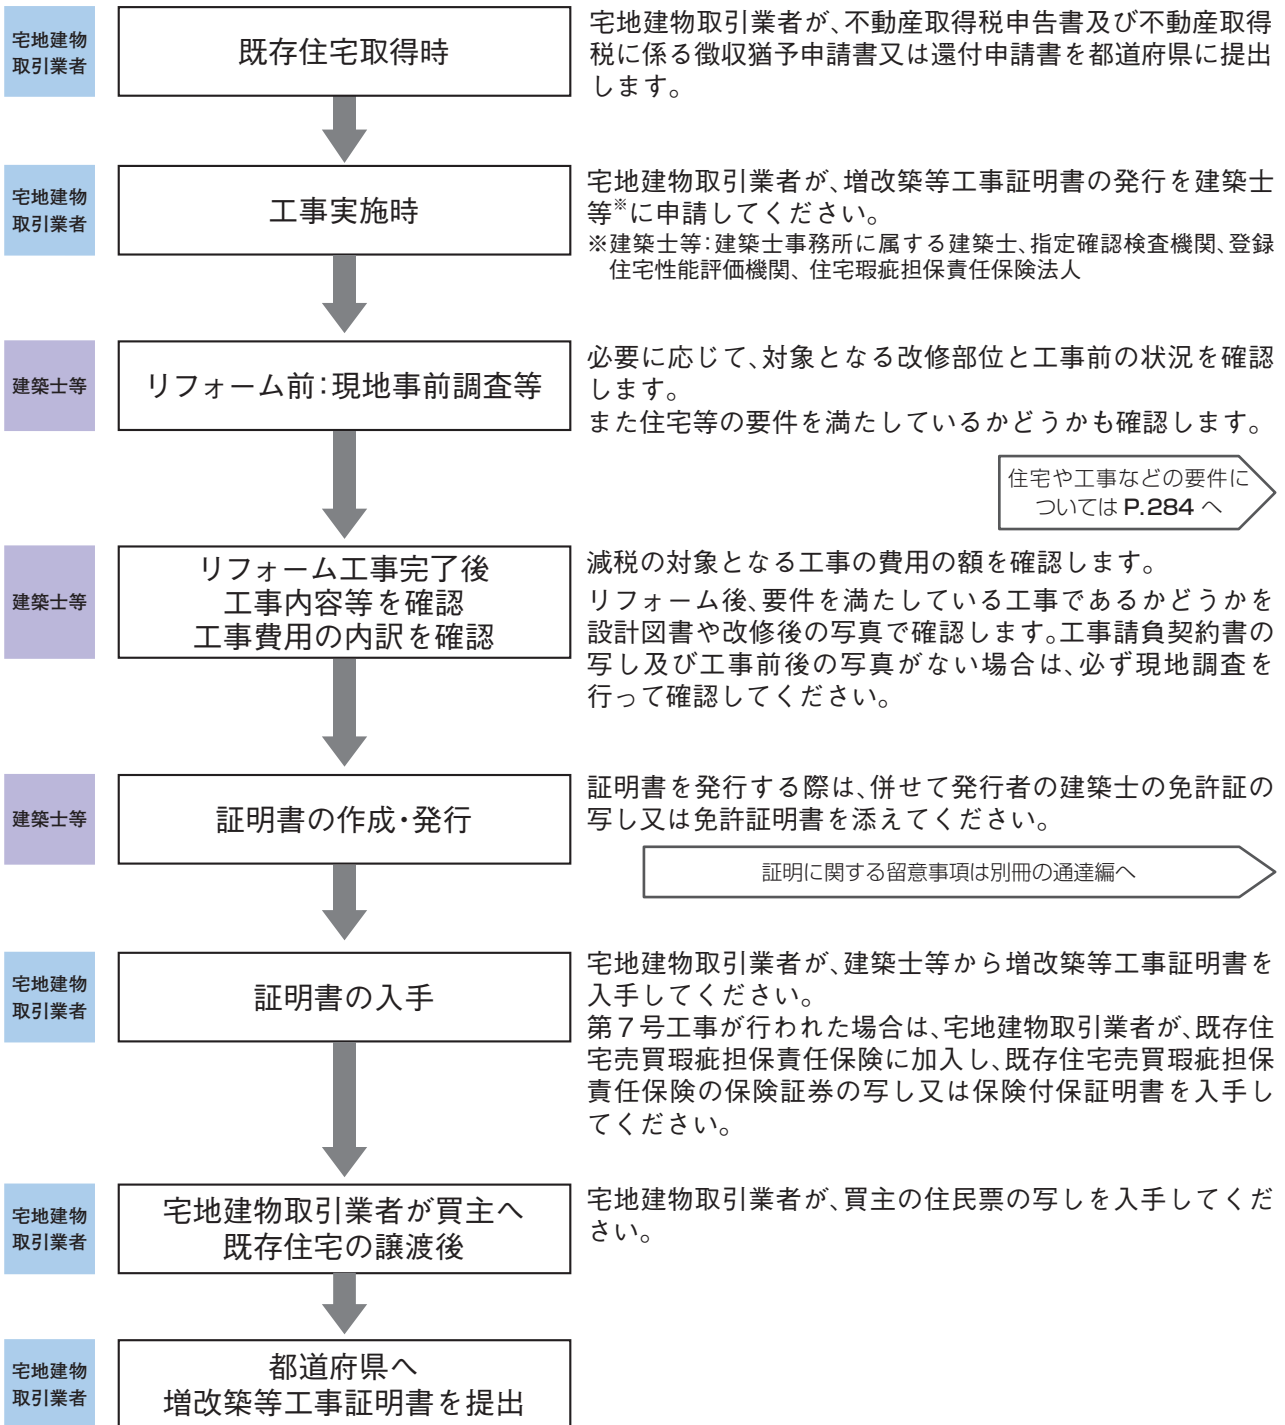 宅地建物
取引業者
既存住宅取得時
宅地建物取引業者が、不動産取得税申告書及び不動産取得
税に係る徴収猶予申請書又は還付申請書を都道府県に提出
します。
宅地建物
取引業者
工事実施時
宅地建物取引業者が、増改築等工事証明書の発行を建築士
等※に申請してください。
※建築士等:建築士事務所に属する建築士、指定確認検査機関、登録
住宅性能評価機関、住宅瑕疵担保責任保険法人
建築士等
リフォーム前:現地事前調査等
必要に応じて、対象となる改修部位と工事前の状況を確認
します。
また住宅等の要件を満たしているかどうかも確認します。
住宅や工事などの要件に
ついては P.284 へ
建築士等
リフォーム工事完了後
工事内容等を確認
工事費用の内訳を確認
減税の対象となる工事の費用の額を確認します。
リフォーム後、要件を満たしている工事であるかどうかを
設計図書や改修後の写真で確認します。工事請負契約書の
写し及び工事前後の写真がない場合は、必ず現地調査を
行って確認してください。
建築士等
証明書の作成・発行
証明書を発行する際は、併せて発行者の建築士の免許証の
写し又は免許証明書を添えてください。
証明に関する留意事項は別冊の通達編へ
宅地建物
取引業者
証明書の入手
宅地建物取引業者が、建築士等から増改築等工事証明書を
入手してください。
第7号工事が行われた場合は、宅地建物取引業者が、既存住
宅売買瑕疵担保責任保険に加入し、既存住宅売買瑕疵担保
責任保険の保険証券の写し又は保険付保証明書を入手し
てください。
宅地建物
取引業者
宅地建物取引業者が買主へ
既存住宅の譲渡後
宅地建物取引業者が、買主の住民票の写しを入手してくだ
さい。
宅地建物
取引業者
都道府県へ
増改築等工事証明書を提出